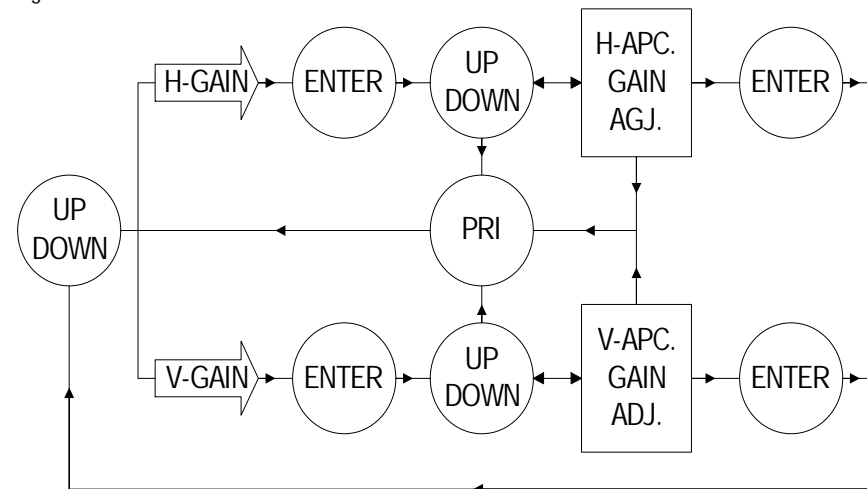 H-GAIN
ENTER
UP
DOWN
H-APC.
GAIN
AGJ.
ENTER
UP
DOWN
PRI
V-GAIN
ENTER
UP
DOWN
V-APC.
GAIN
ADJ.
ENTER